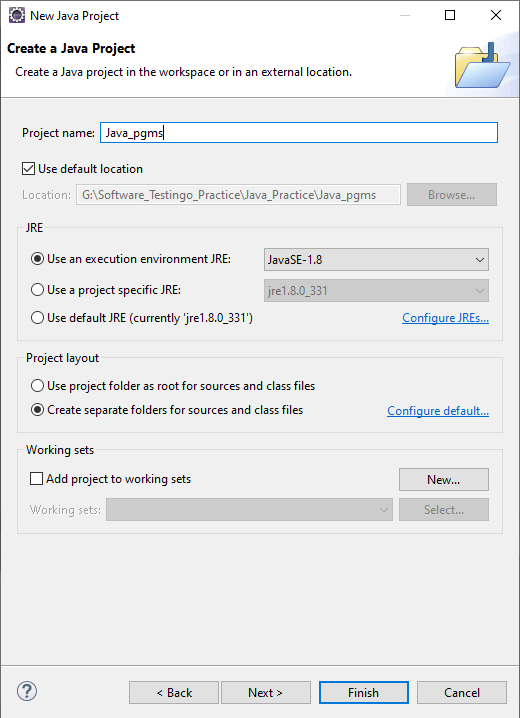 New Java Project
Create a Java Project
Create a Java project in the workspace or in an external location.
Project name: Java_pgms
Use default location
Location: G:\Software_Testingo_Practice\Java_Practice\Java_pgms Browse...
JRE
Use an execution environment JRE: JavaSE-1.8
Use a project specific JRE: jre1.8.0_331
Use default JRE (currently 'jre1.8.0_331') Configure JREs...
Project layout
Use project folder as root for sources and class files
Create separate folders for sources and class files Configure default...
Working sets
Add project to working sets New...
Working sets: Select...
? < Back Next > Finish Cancel